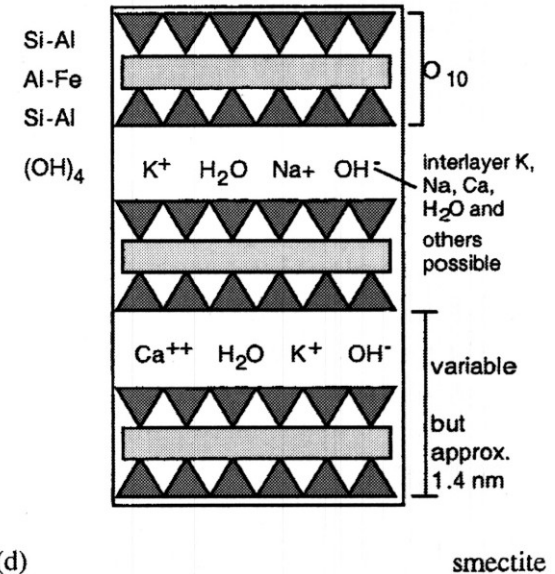 Si-Al
Al-Fe
Si-Al
O 10
(OH)4
K+ H2O Na+ OH-
interlayer K,
Na, Ca,
H2O and
others
possible
Ca++ H2O K+ OH-
variable
but
approx.
1.4 nm
(d)
smectite